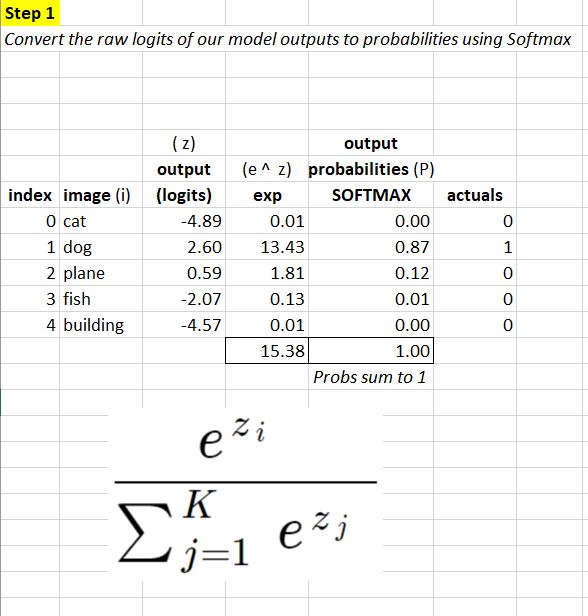 Step 1
Convert the raw logits of our model outputs to probabilities using Softmax
( z) output
output (e ^ z) probabilities (P)
index image (i) (logits) exp SOFTMAX actuals
0 cat -4.89 0.01 0.00 0
1 dog 2.60 13.43 0.87 1
2 plane 0.59 1.81 0.12 0
3 fish -2.07 0.13 0.01 0
4 building -4.57 0.01 0.00 0
15.38 1.00
Probs sum to 1
e^{z_i}
∑_{j=1}^{K} e^{z_j}